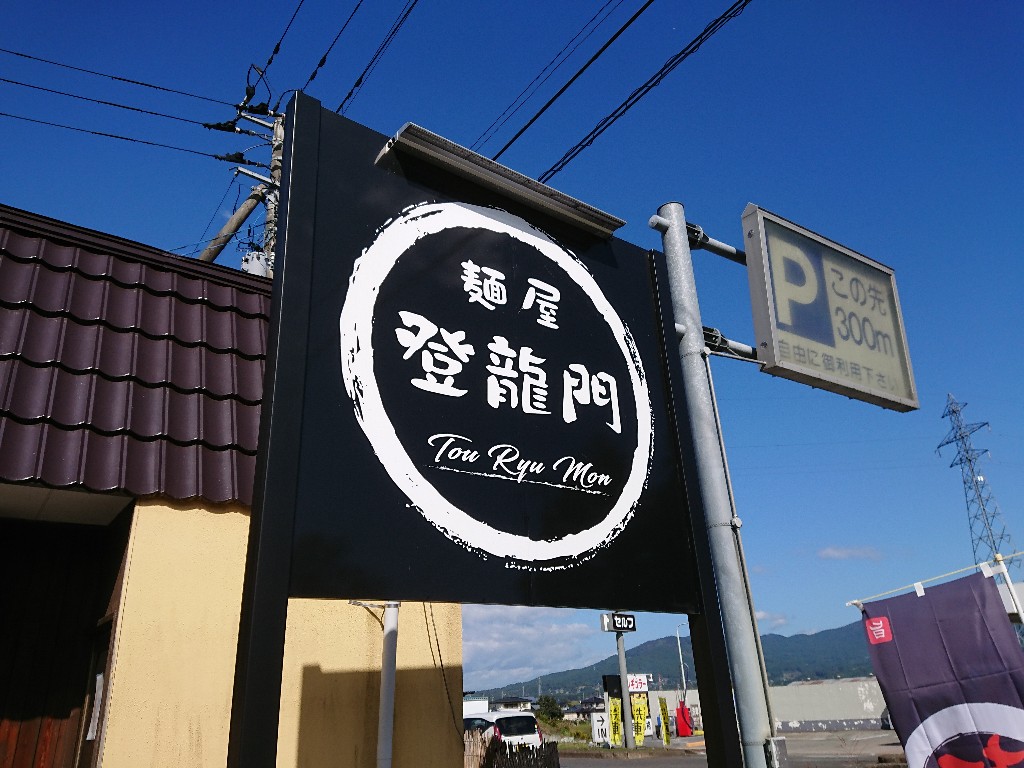 麺屋
登龍門
Tou Ryu Mon
P
この先
300m
自由に御利用下さい
セルフ
IN
旨